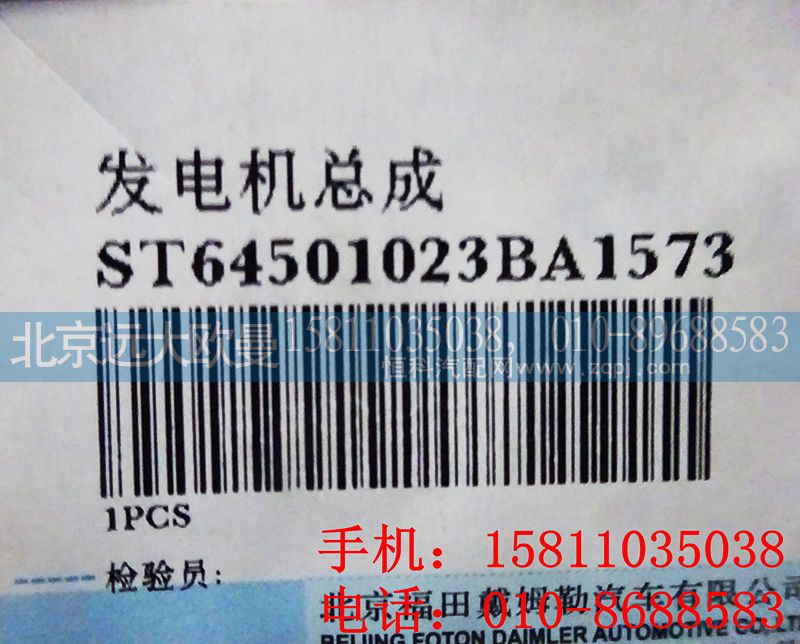 发电机总成
ST64501023BA1573
北京远大欧曼 15811035038, 010-89688583
恒科汽配网 www.zqpj.com
1PCS
手机：15811035038
检验员：
北京福田戴姆勒汽车有限公司
电话：010-8688583
BEIJING FOTON DAIMLER AUTOMOTIVE CO.,LTD